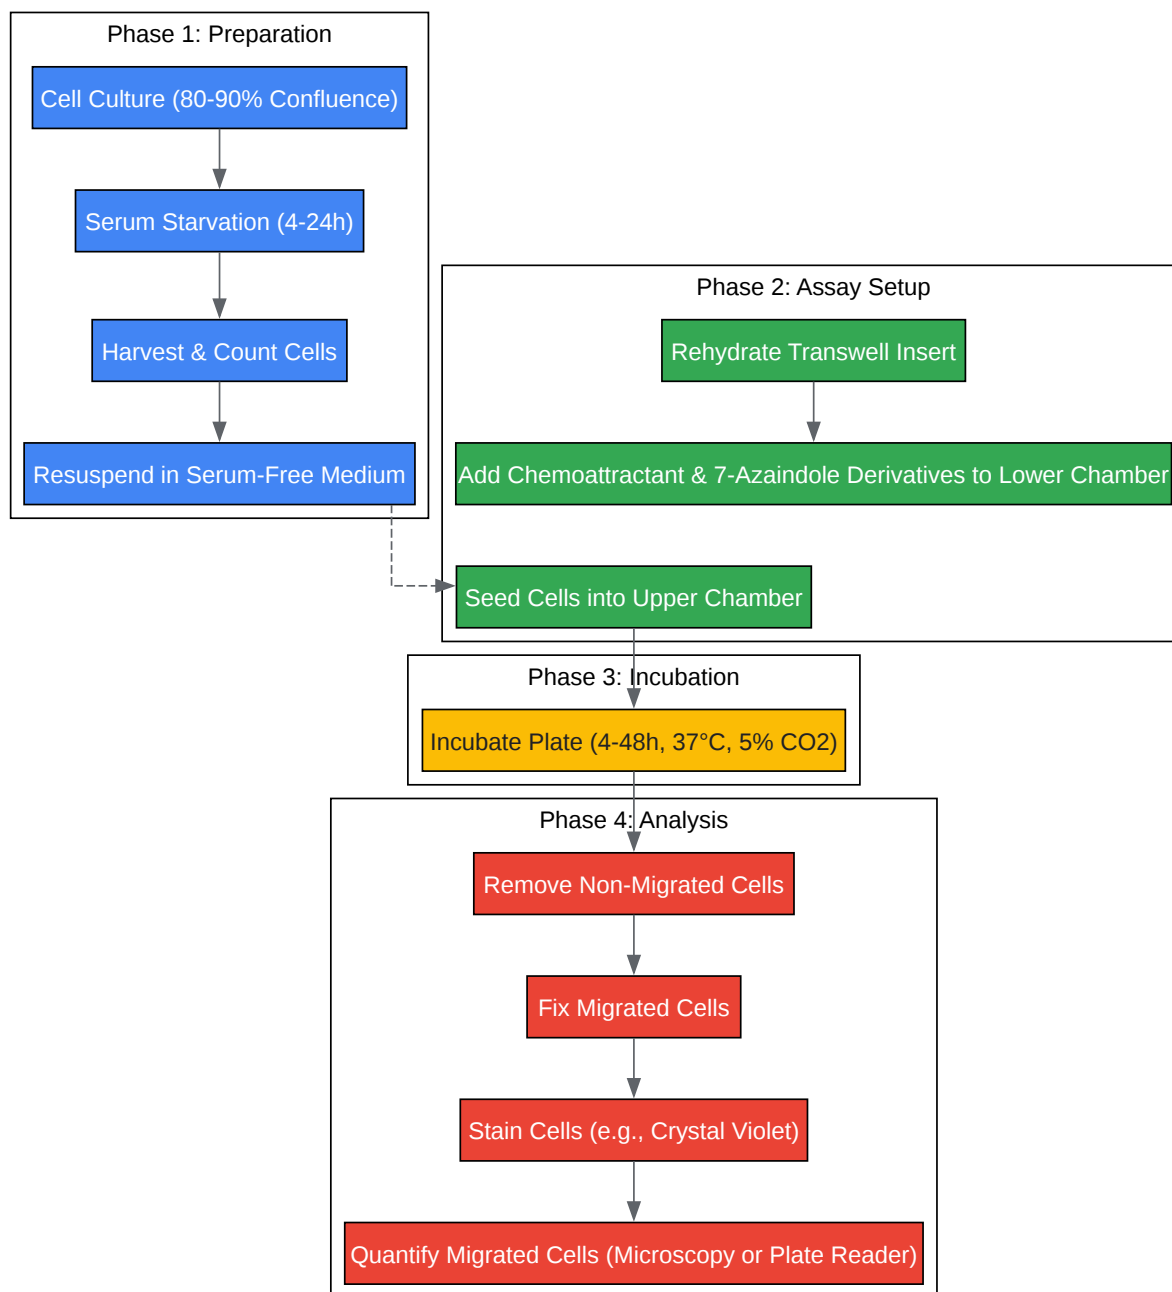 Phase 1: Preparation
Cell Culture (80-90% Confluence)
Serum Starvation (4-24h)
Harvest & Count Cells
Resuspend in Serum-Free Medium
Phase 2: Assay Setup
Rehydrate Transwell Insert
Add Chemoattractant & 7-Azaindole Derivatives to Lower Chamber
Seed Cells into Upper Chamber
Phase 3: Incubation
Incubate Plate (4-48h, 37°C, 5% CO2)
Phase 4: Analysis
Remove Non-Migrated Cells
Fix Migrated Cells
Stain Cells (e.g., Crystal Violet)
Quantify Migrated Cells (Microscopy or Plate Reader)